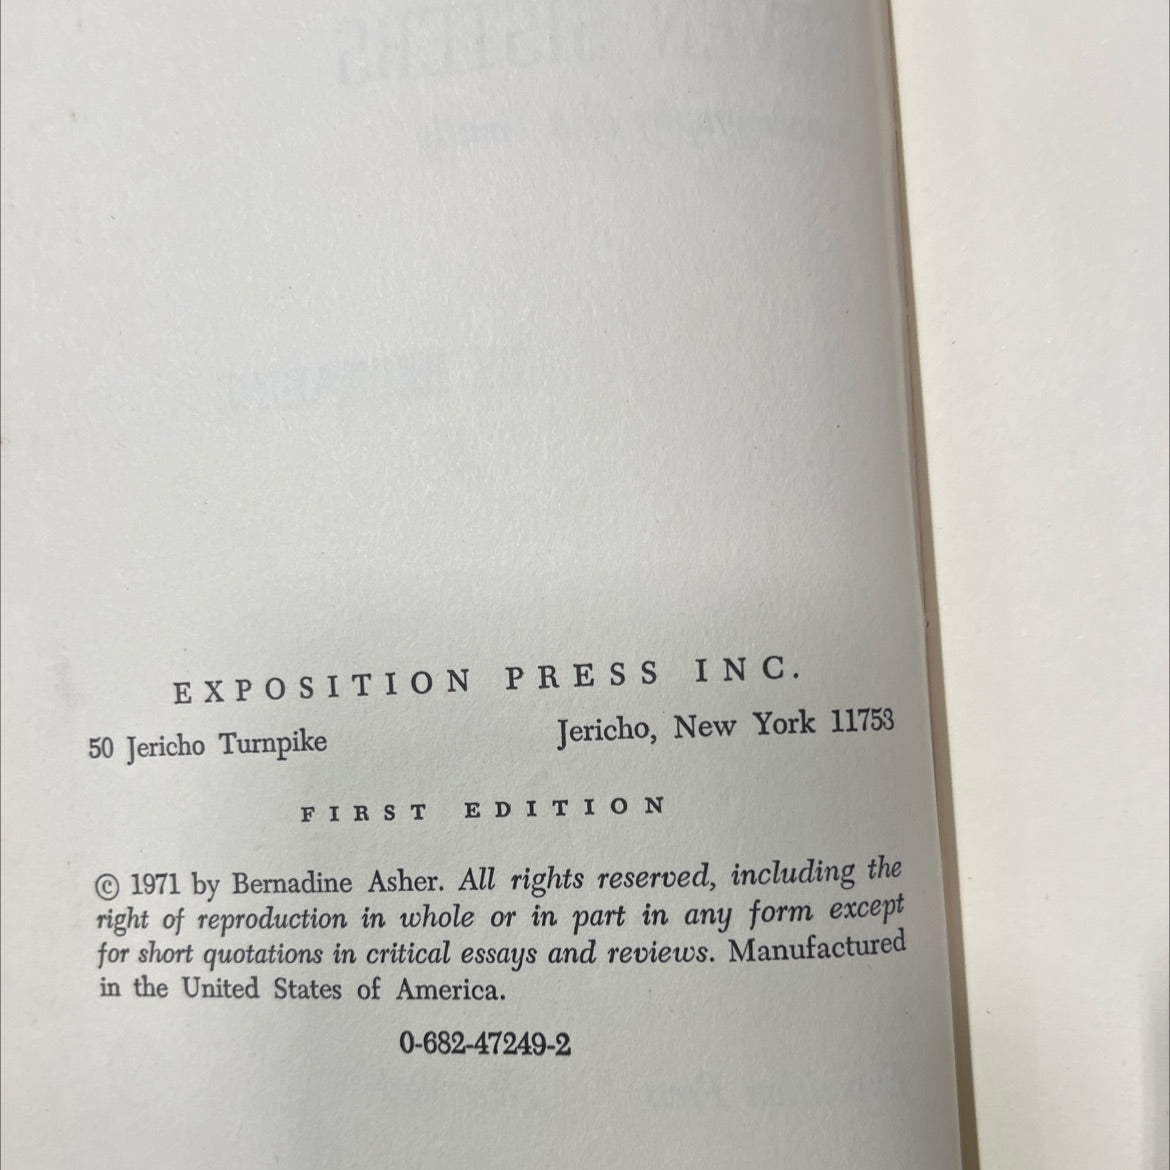 EXPOSITION PRESS INC.
50 Jericho Turnpike Jericho, New York 11753
FIRST EDITION
© 1971 by Bernadine Asher. All rights reserved, including the
right of reproduction in whole or in part in any form except
for short quotations in critical essays and reviews. Manufactured
in the United States of America.
0-682-47249-2